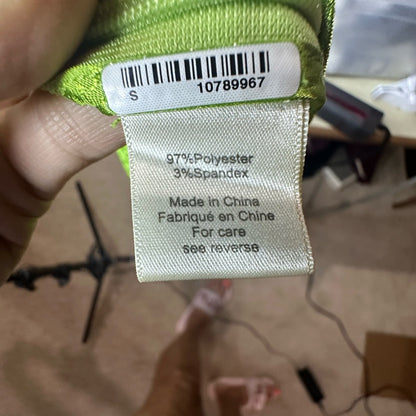 S 10789967
97%Polyester
3%Spandex
Made in China
Fabriqué en Chine
For care
see reverse